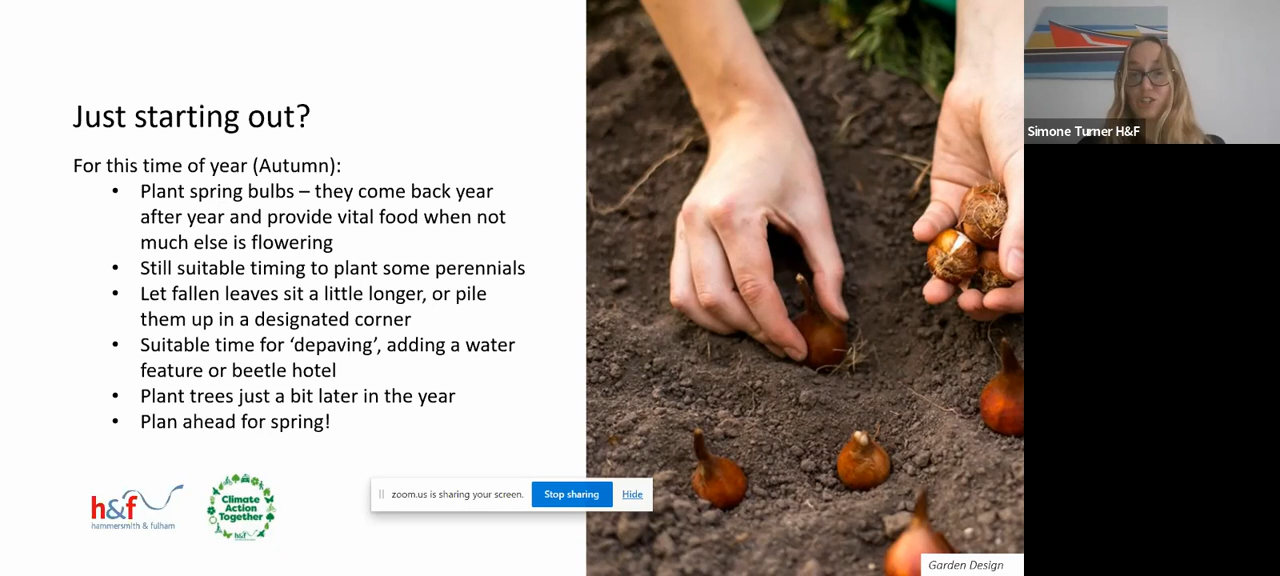 Just starting out?
For this time of year (Autumn):
• Plant spring bulbs – they come back year
after year and provide vital food when not
much else is flowering
• Still suitable timing to plant some perennials
• Let fallen leaves sit a little longer, or pile
them up in a designated corner
• Suitable time for ‘depaving’, adding a water
feature or beetle hotel
• Plant trees just a bit later in the year
• Plan ahead for spring!
h&f
hammersmith & fulham
Climate
Action
Together
h&f
zoom.us is sharing your screen.
Stop sharing
Hide
Garden Design
Simone Turner H&F